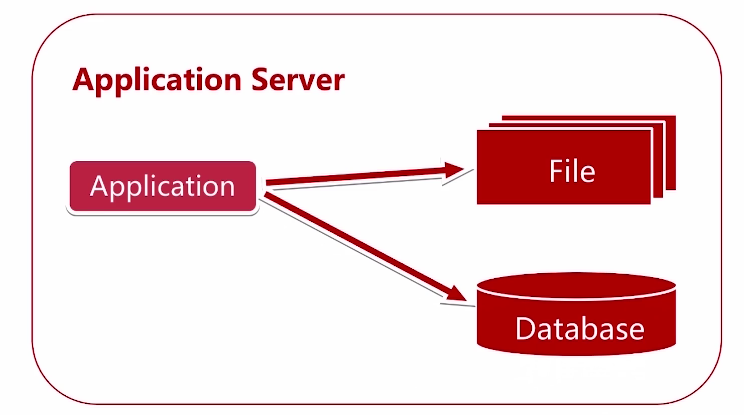 Application Server
Application
File
Database